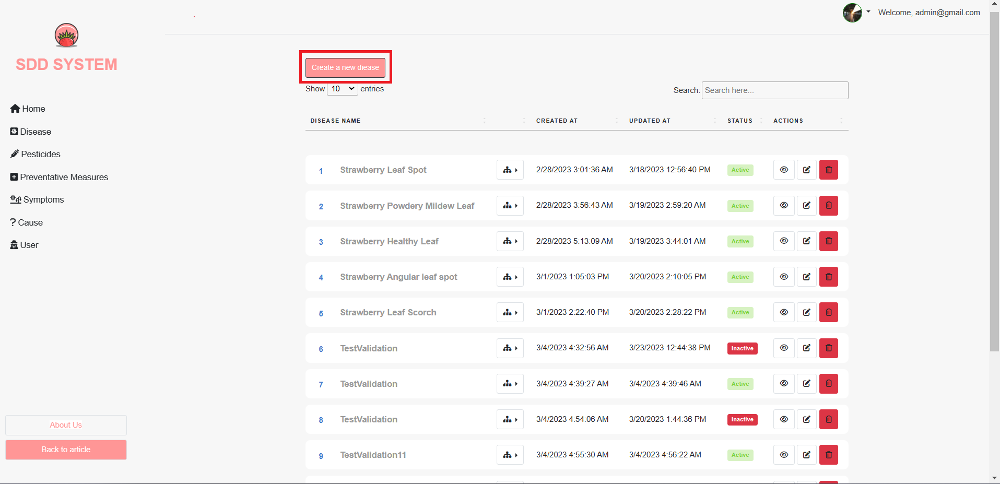 Welcome, admin@gmail.com
SDD SYSTEM
Home
Disease
Pesticides
Preventative Measures
Symptoms
Cause
User
About Us
Back to article
Create a new diease
Show 10 entries
Search: Search here...
DISEASE NAME CREATED AT UPDATED AT STATUS ACTIONS
1 Strawberry Leaf Spot 2/28/2023 3:01:36 AM 3/18/2023 12:56:40 PM Active
2 Strawberry Powdery Mildew Leaf 2/28/2023 3:56:43 AM 3/19/2023 2:59:20 AM Active
3 Strawberry Healthy Leaf 2/28/2023 5:13:09 AM 3/19/2023 3:44:01 AM Active
4 Strawberry Angular leaf spot 3/1/2023 1:05:03 PM 3/20/2023 2:10:05 PM Active
5 Strawberry Leaf Scorch 3/1/2023 2:22:40 PM 3/20/2023 2:28:22 PM Active
6 TestValidation 3/4/2023 4:32:56 AM 3/23/2023 12:44:38 PM Inactive
7 TestValidation 3/4/2023 4:39:27 AM 3/4/2023 4:39:46 AM Active
8 TestValidation 3/4/2023 4:54:06 AM 3/20/2023 1:44:36 PM Inactive
9 TestValidation11 3/4/2023 4:55:30 AM 3/4/2023 4:56:22 AM Active